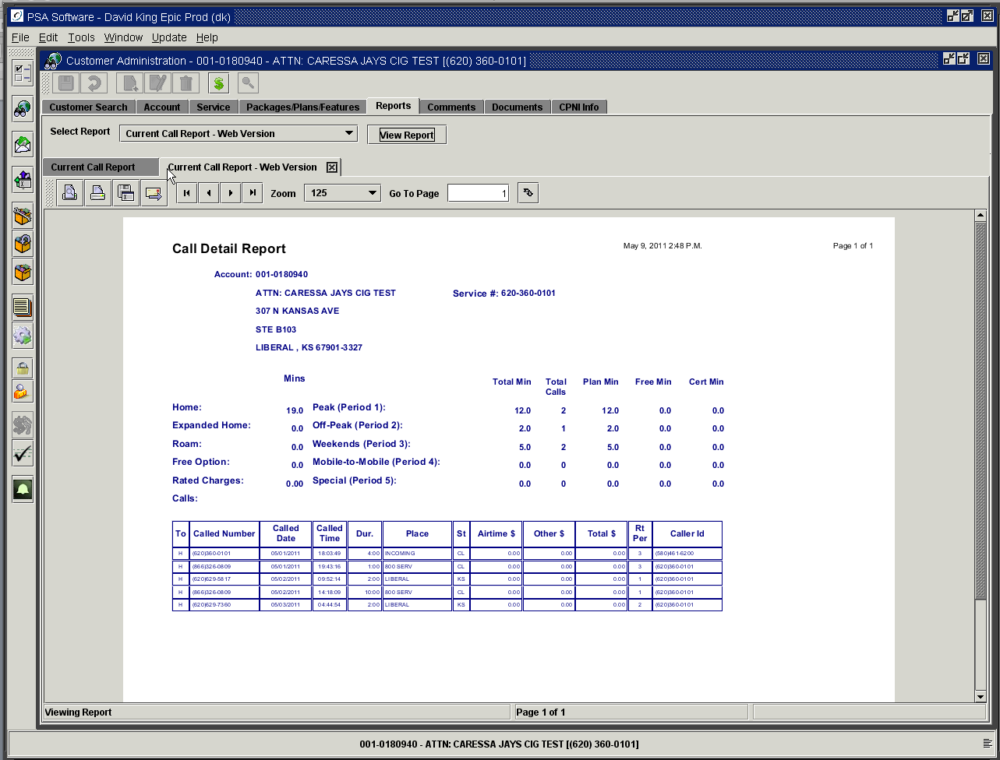 PSA Software - David King Epic Prod (dk)
File Edit Tools Window Update Help
Customer Administration - 001-0180940 - ATTN: CARESSA JAYS CIG TEST [(620) 360-0101]
Customer Search Account Service Packages/Plans/Features Reports Comments Documents CPNI Info
Select Report Current Call Report - Web Version View Report
Current Call Report Current Call Report - Web Version
Zoom 125 Go To Page 1
Call Detail Report May 9, 2011 2:48 P.M. Page 1 of 1
Account: 001-0180940
ATTN: CARESSA JAYS CIG TEST Service #: 620-360-0101
307 N KANSAS AVE
STE B103
LIBERAL , KS 67901-3327
Mins Total Min Total Calls Plan Min Free Min Cert Min
Home: 19.0 Peak (Period 1): 12.0 2 12.0 0.0 0.0
Expanded Home: 0.0 Off-Peak (Period 2): 2.0 1 2.0 0.0 0.0
Roam: 0.0 Weekends (Period 3): 5.0 2 5.0 0.0 0.0
Free Option: 0.0 Mobile-to-Mobile (Period 4): 0.0 0 0.0 0.0 0.0
Rated Charges: 0.00 Special (Period 5): 0.0 0 0.0 0.0 0.0
Calls:
To Called Number Called Date Called Time Dur. Place St Airtime $ Other $ Total $ Rt Per Caller Id
H (620)360-0101 05/01/2011 18:03:49 4:00 INCOMING CL 0.00 0.00 0.00 3 (580)461-6200
H (866)326-0809 05/01/2011 19:43:16 1:00 800 SERV CL 0.00 0.00 0.00 3 (620)360-0101
H (620)629-5817 05/02/2011 09:52:14 2:00 LIBERAL KS 0.00 0.00 0.00 1 (620)360-0101
H (866)326-0809 05/02/2011 14:18:09 10:00 800 SERV CL 0.00 0.00 0.00 1 (620)360-0101
H (620)629-7360 05/03/2011 04:44:54 2:00 LIBERAL KS 0.00 0.00 0.00 2 (620)360-0101
Viewing Report Page 1 of 1
001-0180940 - ATTN: CARESSA JAYS CIG TEST [(620) 360-0101]